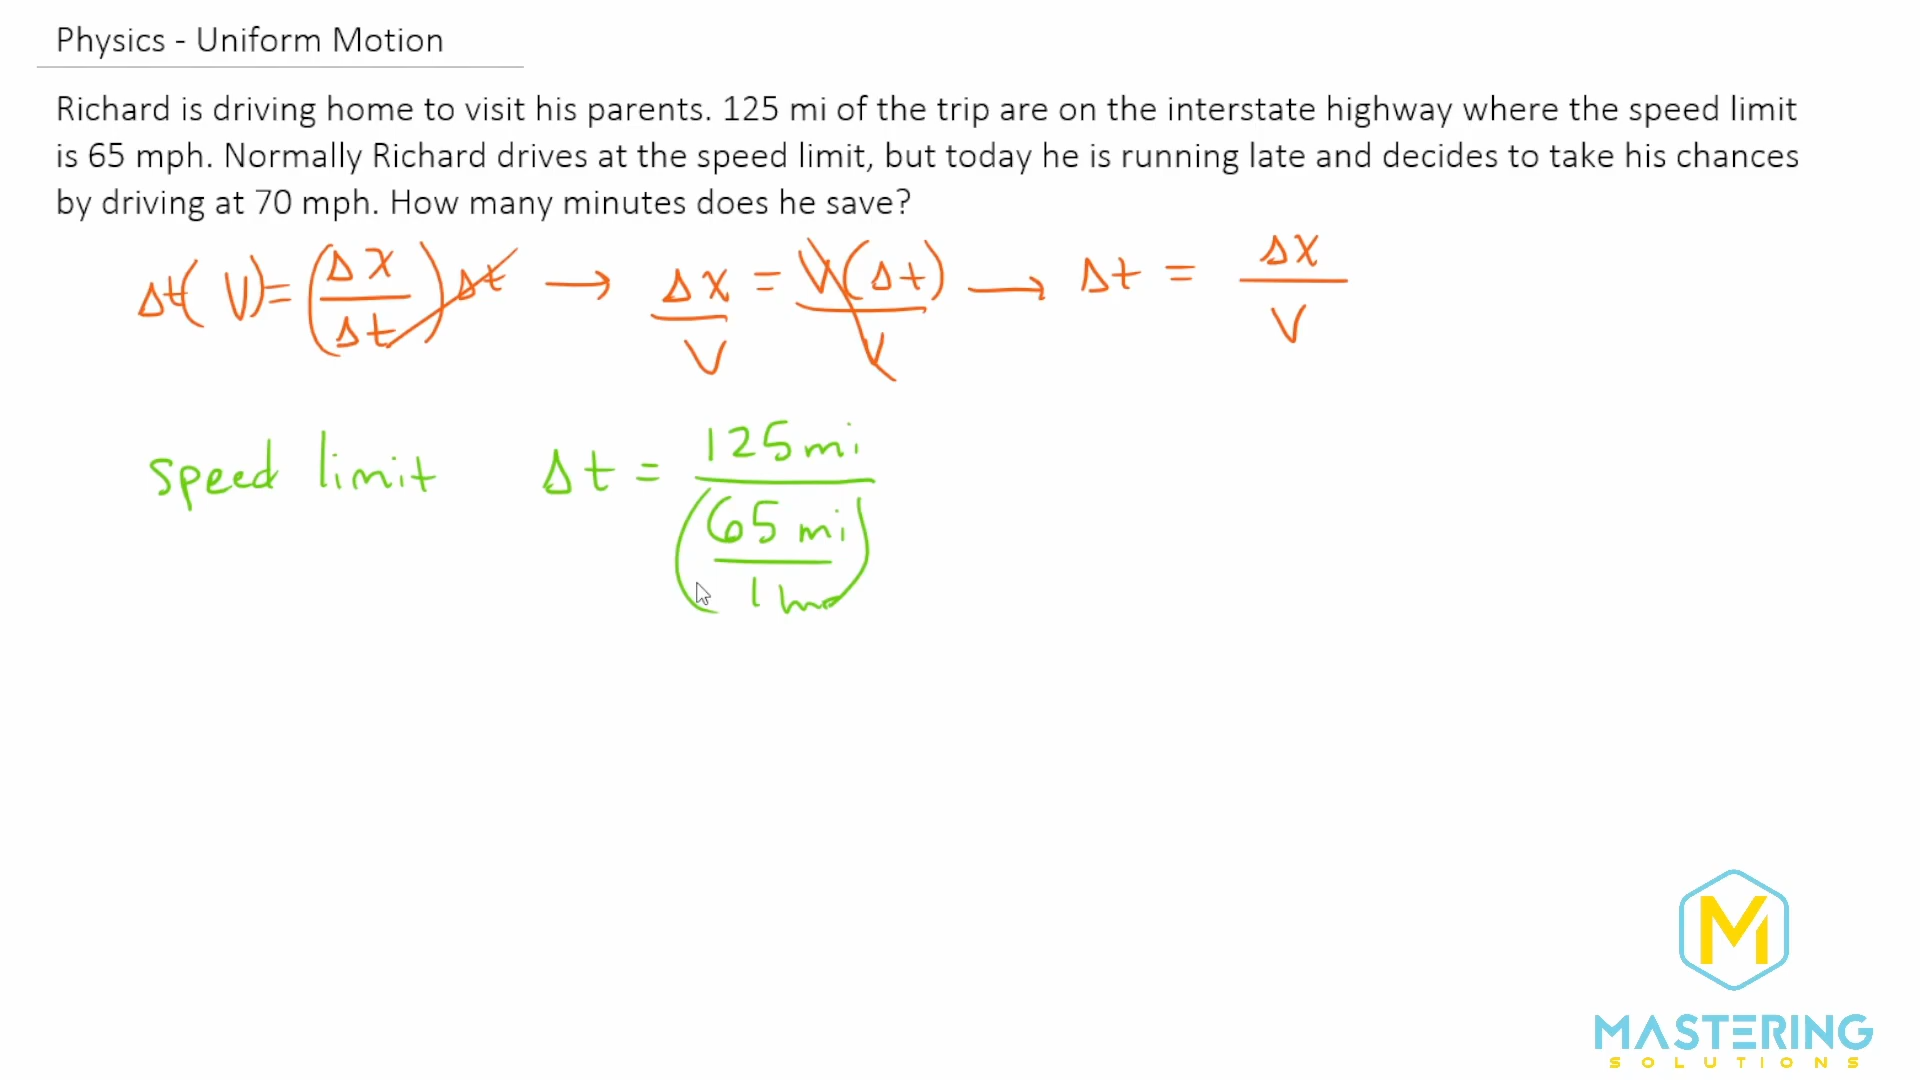 Physics - Uniform Motion
Richard is driving home to visit his parents. 125 mi of the trip are on the interstate highway where the speed limit
is 65 mph. Normally Richard drives at the speed limit, but today he is running late and decides to take his chances
by driving at 70 mph. How many minutes does he save?
Δt(V)=(Δx/Δt)Δt → Δx/V = V(Δt)/V → Δt = Δx/V
speed limit Δt = 125mi/(65 mi/1 hr)
M
MASTERING
SOLUTIONS